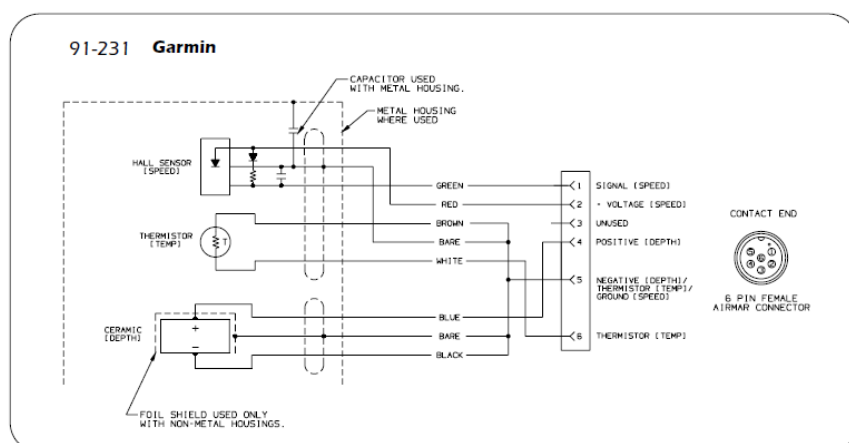 91-231 Garmin
CAPACITOR USED
WITH METAL HOUSING.
METAL HOUSING
WHERE USED
HALL SENSOR
[SPEED]
THERMISTOR
[TEMP]
T
CERAMIC
[DEPTH]
+
−
FOIL SHIELD USED ONLY
WITH NON-METAL HOUSINGS.
GREEN
RED
BROWN
BARE
WHITE
BLUE
BARE
BLACK
1 SIGNAL [SPEED]
2 - VOLTAGE [SPEED]
3 UNUSED
4 POSITIVE [DEPTH]
5 NEGATIVE [DEPTH]/
THERMISTOR [TEMP]/
GROUND [SPEED]
6 THERMISTOR [TEMP]
CONTACT END
6 PIN FEMALE
AIRMAR CONNECTOR